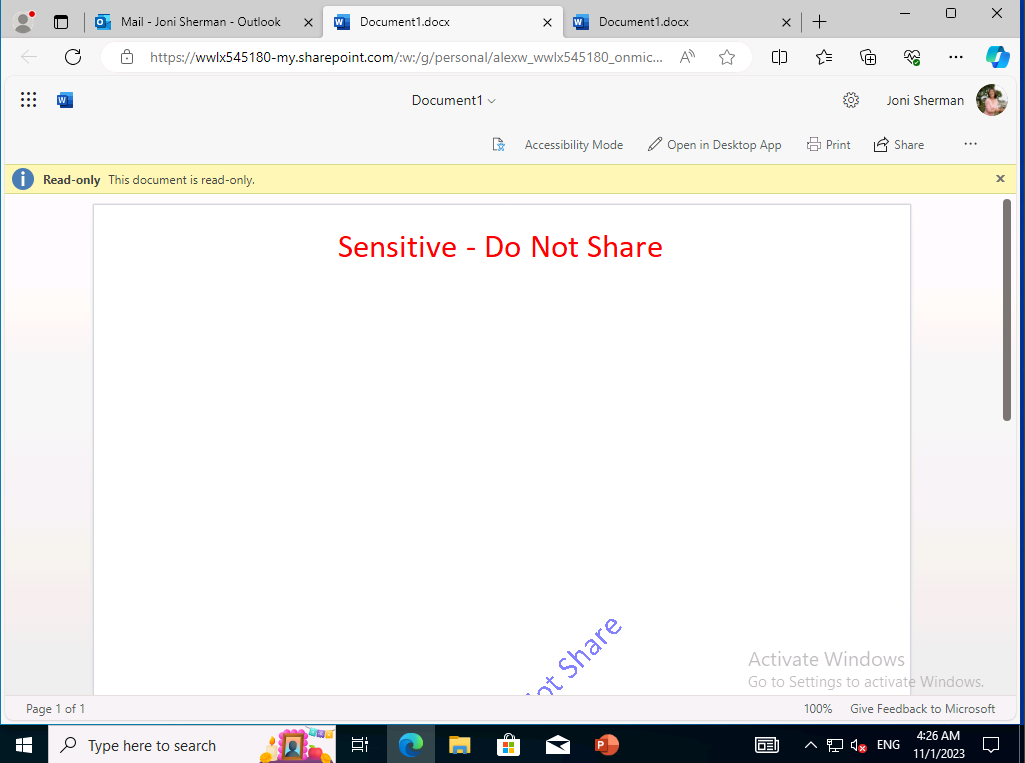 Mail - Joni Sherman - Outlook
Document1.docx
Document1.docx
https://wwlx545180-my.sharepoint.com/:w:/g/personal/alexw_wwlx545180_onmic...
Document1
Joni Sherman
Accessibility Mode
Open in Desktop App
Print
Share
Read-only This document is read-only.
Sensitive - Do Not Share
ot Share
Activate Windows
Go to Settings to activate Windows.
Page 1 of 1
100%
Give Feedback to Microsoft
Type here to search
ENG
4:26 AM
11/1/2023